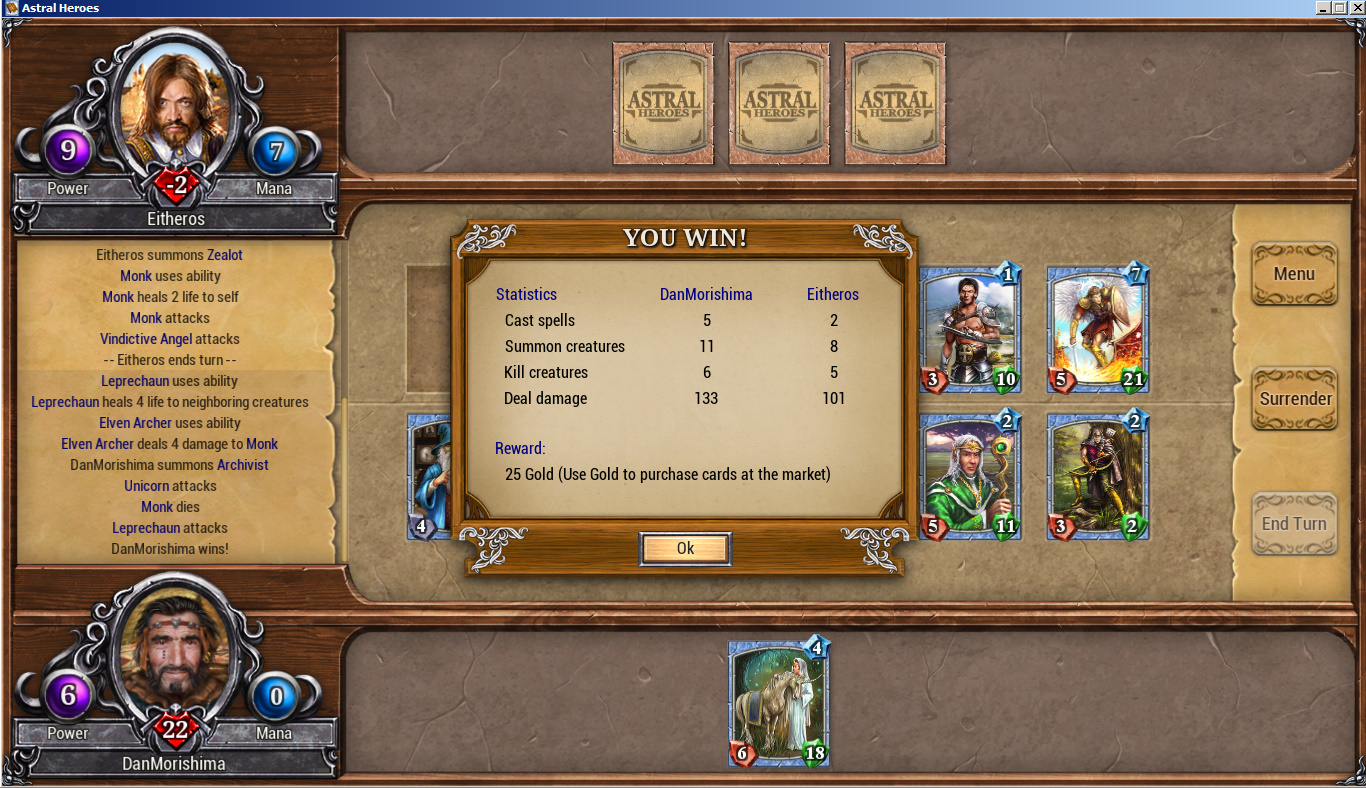 Astral Heroes
9
7
Power
-2
Mana
Eitheros
ASTRAL HEROES
ASTRAL HEROES
ASTRAL HEROES
Eitheros summons Zealot
Monk uses ability
Monk heals 2 life to self
Monk attacks
Vindictive Angel attacks
-- Eitheros ends turn --
Leprechaun uses ability
Leprechaun heals 4 life to neighboring creatures
Elven Archer uses ability
Elven Archer deals 4 damage to Monk
DanMorishima summons Archivist
Unicorn attacks
Monk dies
Leprechaun attacks
DanMorishima wins!
YOU WIN!
Statistics DanMorishima Eitheros
Cast spells 5 2
Summon creatures 11 8
Kill creatures 6 5
Deal damage 133 101
Reward:
25 Gold (Use Gold to purchase cards at the market)
Ok
1
3 10
7
5 21
4
2
5 11
2
3 2
Menu
Surrender
End Turn
6
0
Power
22
Mana
DanMorishima
4
6 18